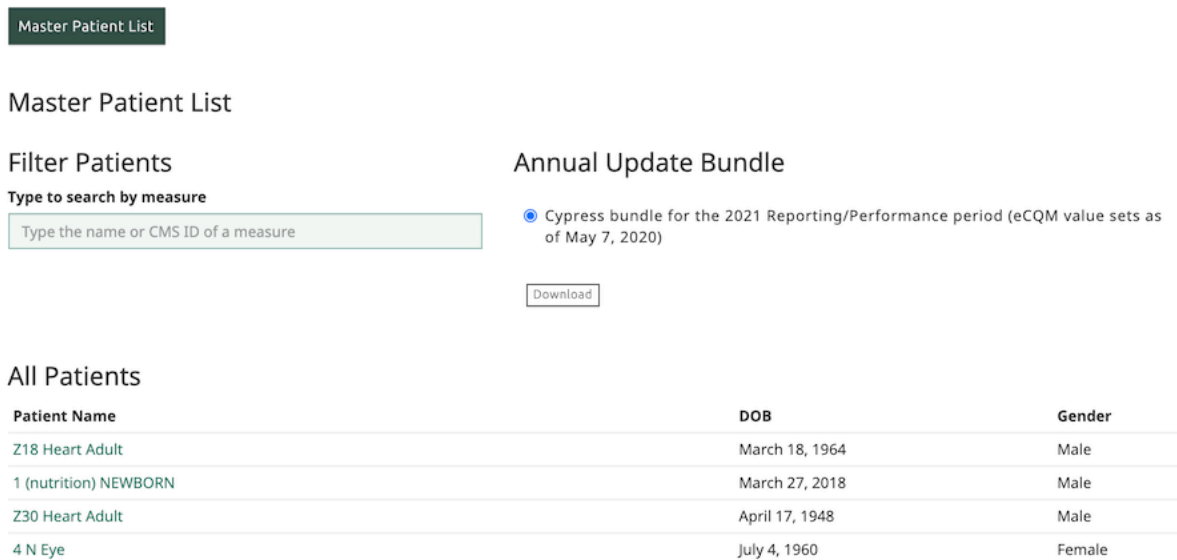 Master Patient List
Master Patient List
Filter Patients
Type to search by measure
Type the name or CMS ID of a measure
Annual Update Bundle
Cypress bundle for the 2021 Reporting/Performance period (eCQM value sets as
of May 7, 2020)
Download
All Patients
Patient Name DOB Gender
Z18 Heart Adult March 18, 1964 Male
1 (nutrition) NEWBORN March 27, 2018 Male
Z30 Heart Adult April 17, 1948 Male
4 N Eye July 4, 1960 Female